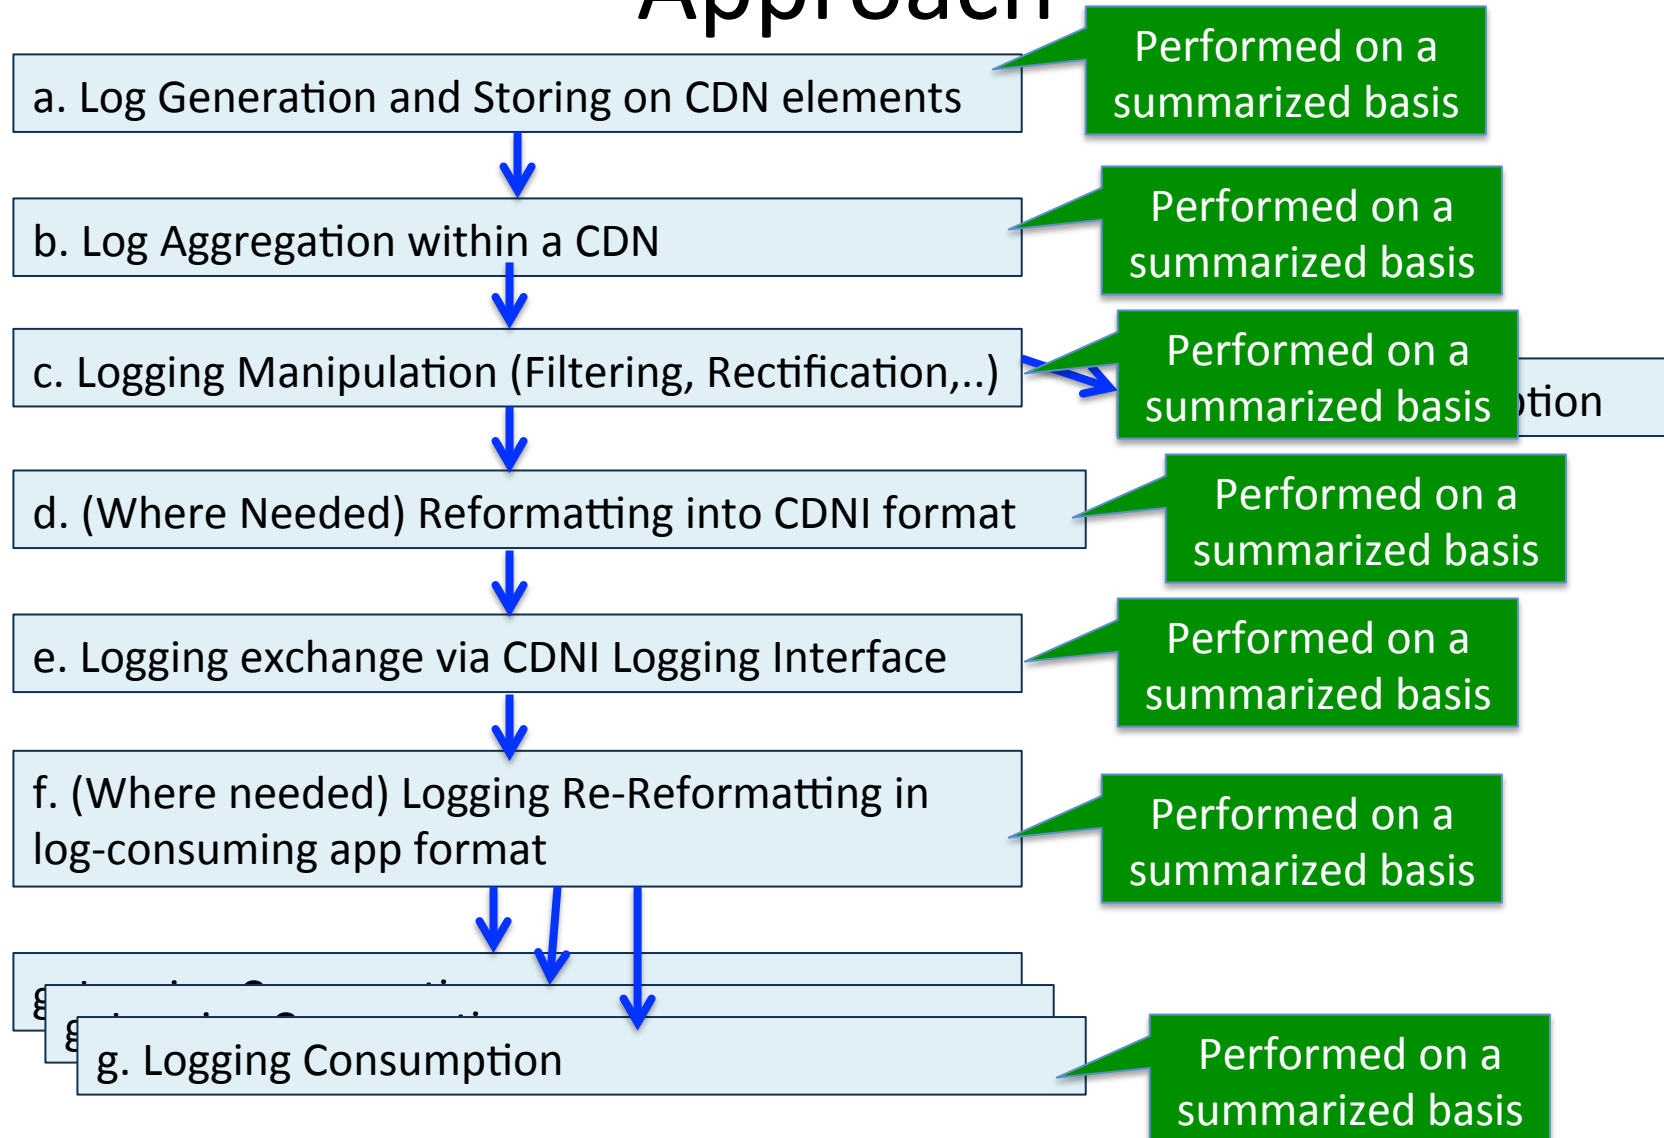 Approach
a. Log Generation and Storing on CDN elements
Performed on a
summarized basis
b. Log Aggregation within a CDN
Performed on a
summarized basis
c. Logging Manipulation (Filtering, Rectification,..)
Performed on a
summarized basis
d. (Where Needed) Reformatting into CDNI format
Performed on a
summarized basis
e. Logging exchange via CDNI Logging Interface
Performed on a
summarized basis
f. (Where needed) Logging Re-Reformatting in
log-consuming app format
Performed on a
summarized basis
g. Logging Consumption
Performed on a
summarized basis